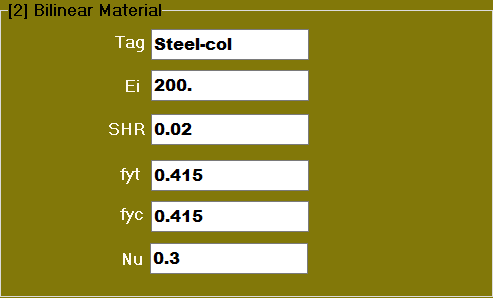 [2] Bilinear Material
Tag Steel-col
Ei 200.
SHR 0.02
fyt 0.415
fyc 0.415
Nu 0.3